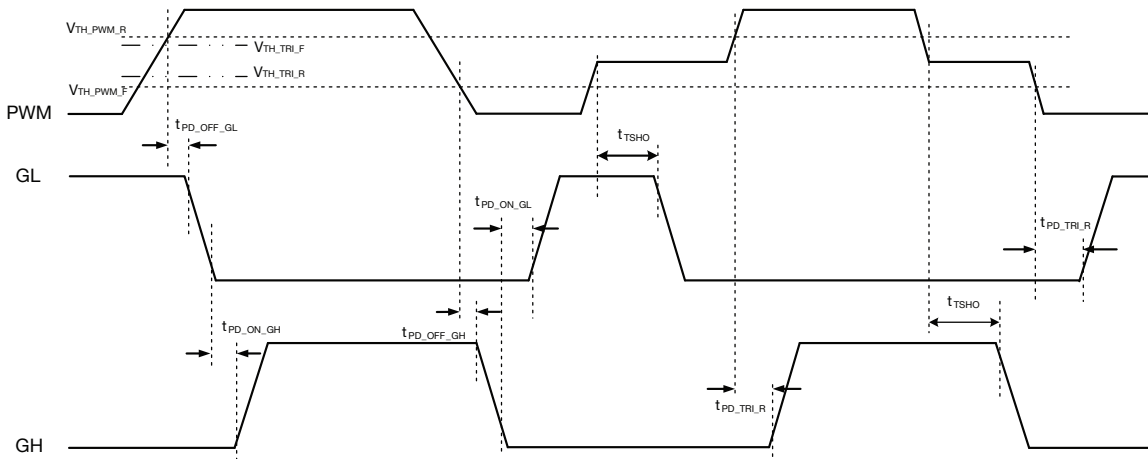 VTH_PWM_R
VTH_TRI_F
VTH_TRI_R
VTH_PWM_F
PWM
tPD_OFF_GL
tTSHO
GL
tPD_ON_GL
tPD_TRI_R
tTSHO
tPD_ON_GH
tPD_OFF_GH
tPD_TRI_R
GH